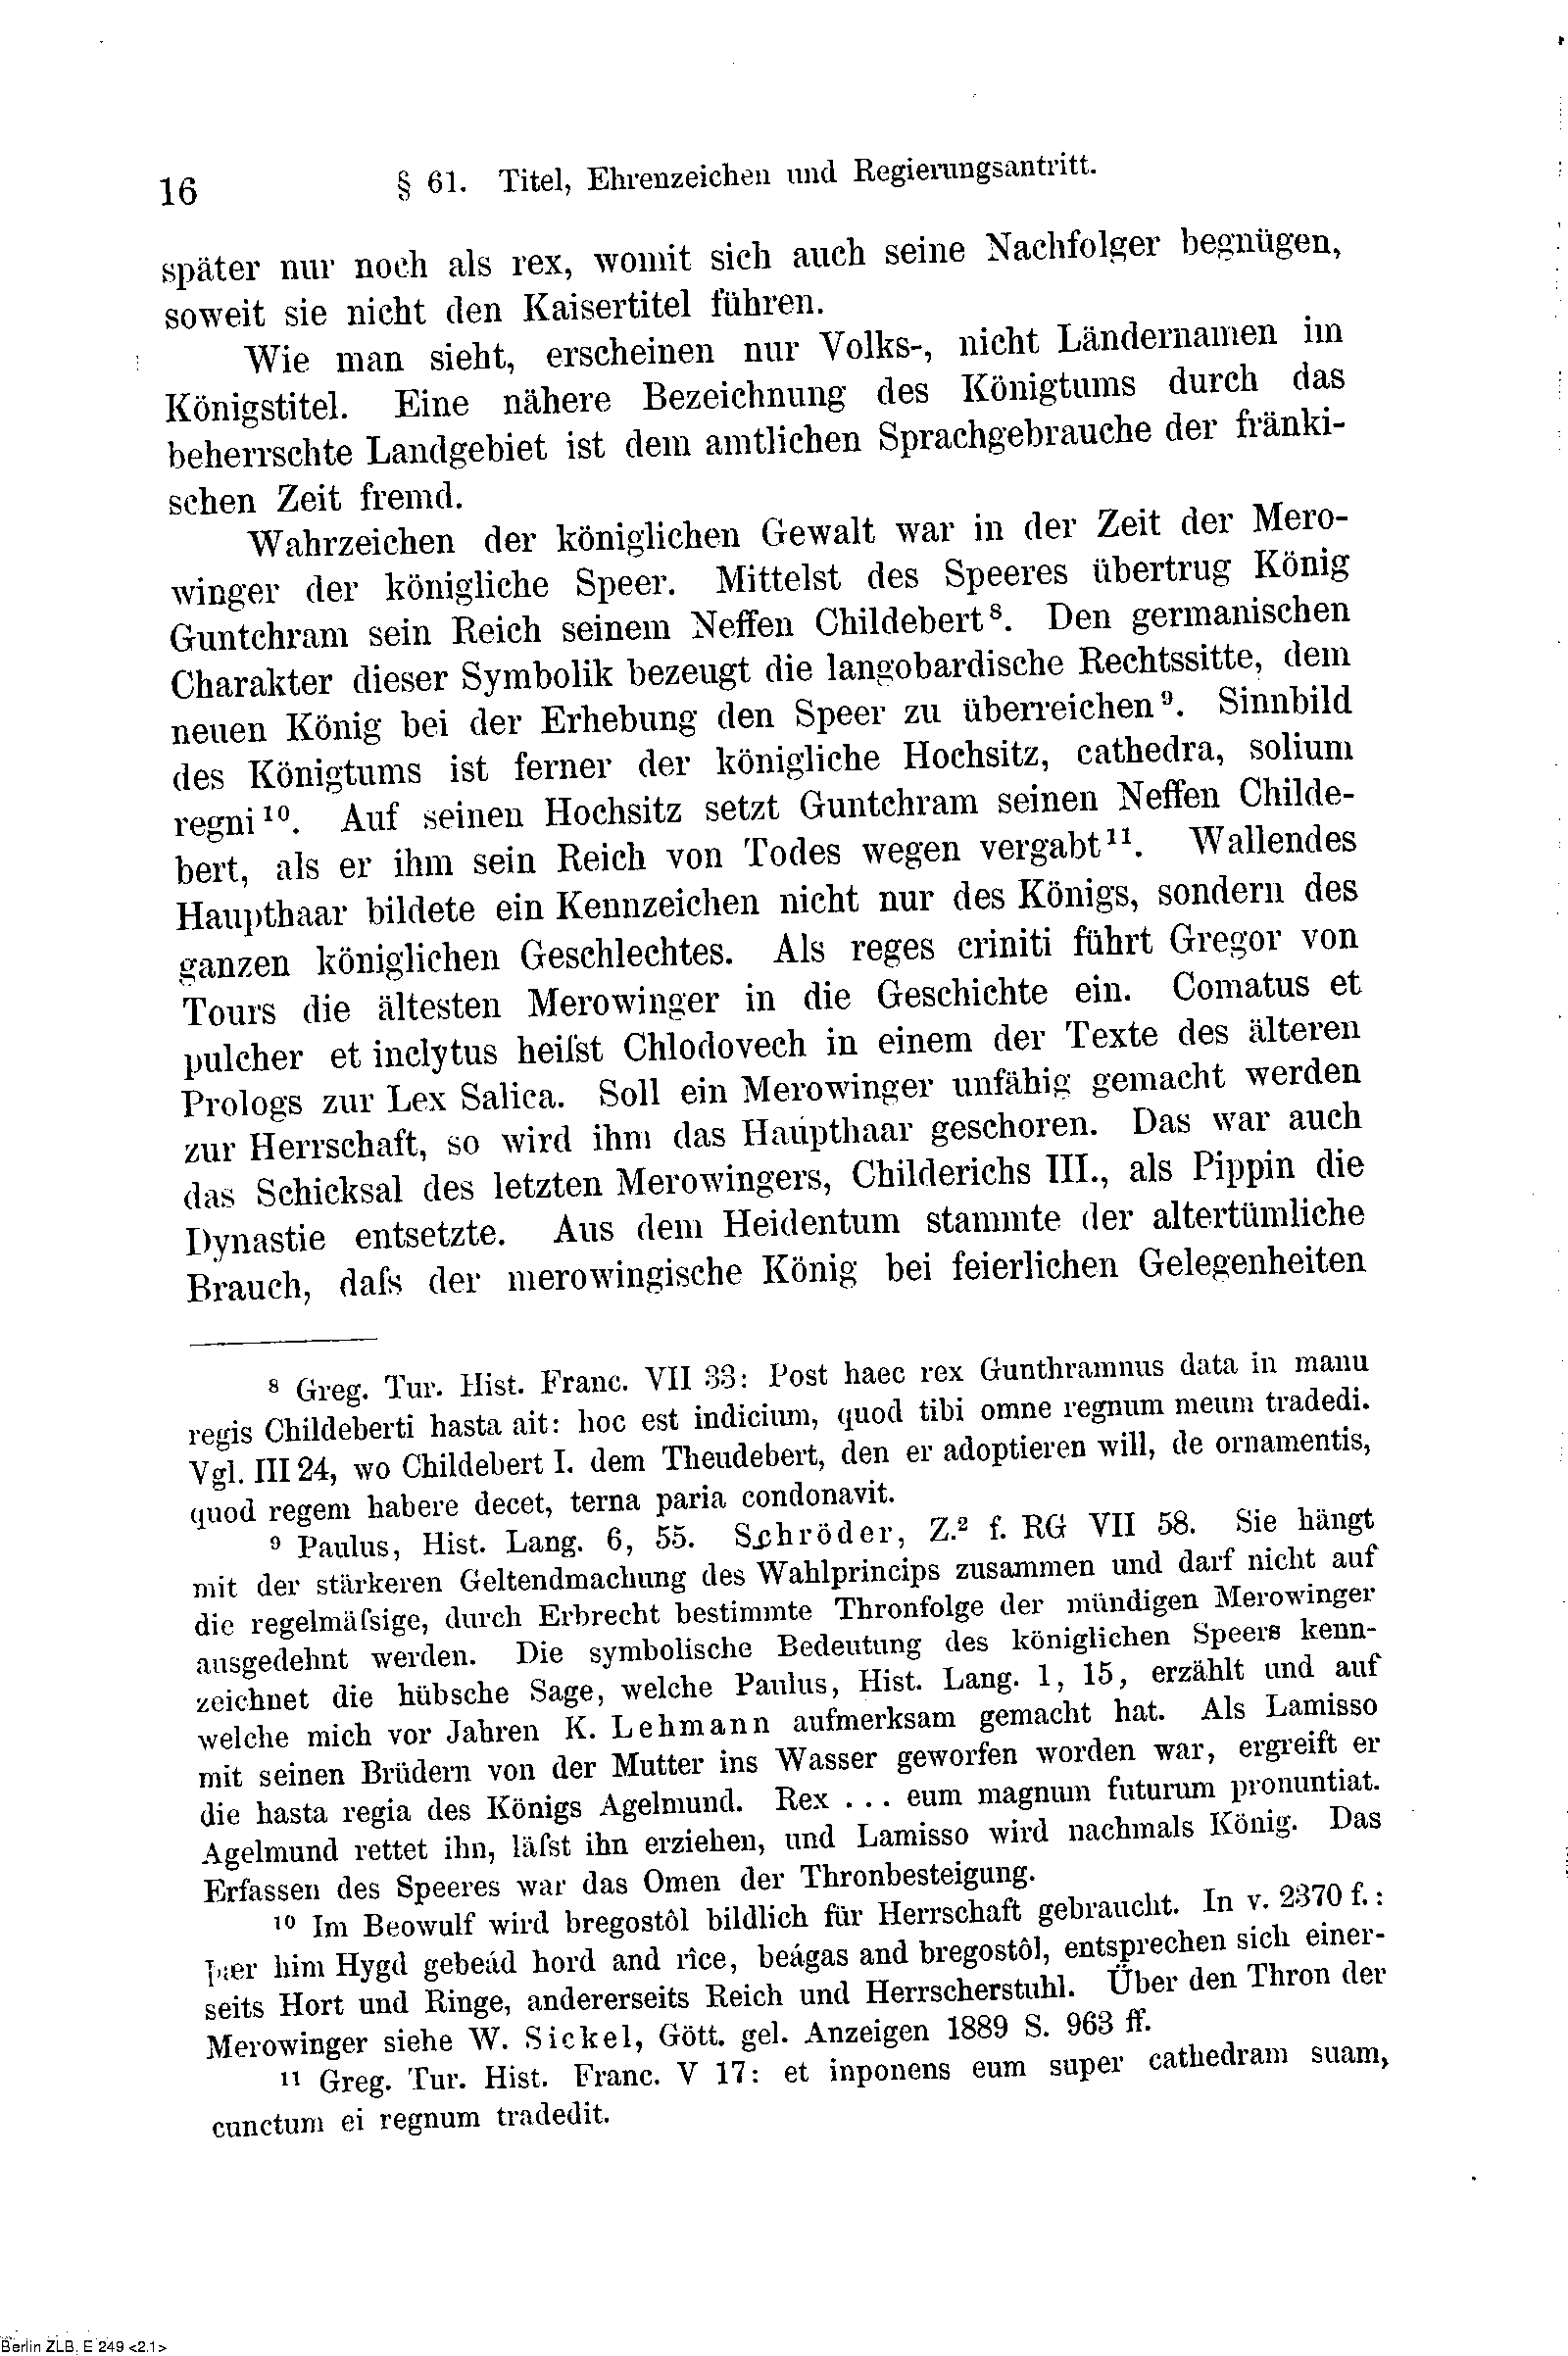 16 § 61. Titel, Ehrenzeichen und Regierungsantritt.
später nur noch als rex, womit sich auch seine Nachfolger begnügen,
soweit sie nicht den Kaisertitel führen.
Wie man sieht, erscheinen nur Volks-, nicht Ländernamen im
Königstitel. Eine nähere Bezeichnung des Königtums durch das
beherrschte Landgebiet ist dem amtlichen Sprachgebrauche der fränki-
schen Zeit fremd.
Wahrzeichen der königlichen Gewalt war in der Zeit der Mero-
winger der königliche Speer. Mittelst des Speeres übertrug König
Guntchram sein Reich seinem Neffen Childebert⁸. Den germanischen
Charakter dieser Symbolik bezeugt die langobardische Rechtssitte, dem
neuen König bei der Erhebung den Speer zu überreichen⁹. Sinnbild
des Königtums ist ferner der königliche Hochsitz, cathedra, solium
regni¹⁰. Auf seinen Hochsitz setzt Guntchram seinen Neffen Childe-
bert, als er ihm sein Reich von Todes wegen vergabt¹¹. Wallendes
Haupthaar bildete ein Kennzeichen nicht nur des Königs, sondern des
ganzen königlichen Geschlechtes. Als reges criniti führt Gregor von
Tours die ältesten Merowinger in die Geschichte ein. Comatus et
pulcher et inclytus heiſst Chlodovech in einem der Texte des älteren
Prologs zur Lex Salica. Soll ein Merowinger unfähig gemacht werden
zur Herrschaft, so wird ihm das Haupthaar geschoren. Das war auch
das Schicksal des letzten Merowingers, Childerichs III., als Pippin die
Dynastie entsetzte. Aus dem Heidentum stammte der altertümliche
Brauch, daſs der merowingische König bei feierlichen Gelegenheiten
⁸ Greg. Tur. Hist. Franc. VII 33: Post haec rex Gunthramnus data in manu
regis Childeberti hasta ait: hoc est indicium, quod tibi omne regnum meum tradedi.
Vgl. III 24, wo Childebert I. dem Theudebert, den er adoptieren will, de ornamentis,
quod regem habere decet, terna paria condonavit.
⁹ Paulus, Hist. Lang. 6, 55. Schröder, Z.² f. RG VII 58. Sie hängt
mit der stärkeren Geltendmachung des Wahlprincips zusammen und darf nicht auf
die regelmäſsige, durch Erbrecht bestimmte Thronfolge der mündigen Merowinger
ausgedehnt werden. Die symbolische Bedeutung des königlichen Speers kenn-
zeichnet die hübsche Sage, welche Paulus, Hist. Lang. 1, 15, erzählt und auf
welche mich vor Jahren K. Lehmann aufmerksam gemacht hat. Als Lamisso
mit seinen Brüdern von der Mutter ins Wasser geworfen worden war, ergreift er
die hasta regia des Königs Agelmund. Rex ... eum magnum futurum pronuntiat.
Agelmund rettet ihn, läſst ihn erziehen, und Lamisso wird nachmals König. Das
Erfassen des Speeres war das Omen der Thronbesteigung.
¹⁰ Im Beowulf wird bregostôl bildlich für Herrschaft gebraucht. In v. 2370 f.:
þaer him Hygd gebeád hord and rîce, beágas and bregostôl, entsprechen sich einer-
seits Hort und Ringe, andererseits Reich und Herrscherstuhl. Über den Thron der
Merowinger siehe W. Sickel, Gött. gel. Anzeigen 1889 S. 963 ff.
¹¹ Greg. Tur. Hist. Franc. V 17: et inponens eum super cathedram suam,
cunctum ei regnum tradedit.
Berlin ZLB, E 249 <2.1>